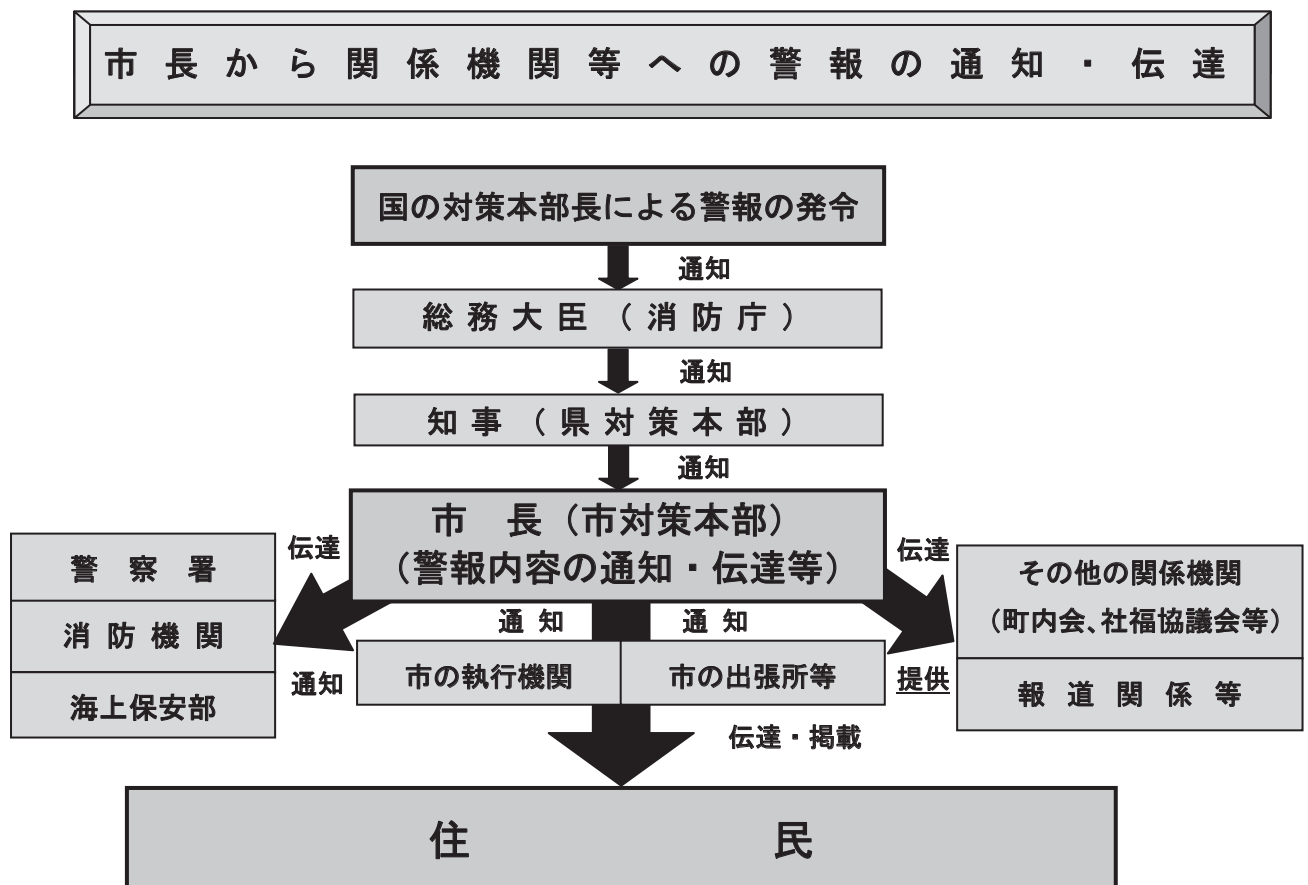 市長から関係機関等への警報の通知・伝達
国の対策本部長による警報の発令
通知
総務大臣（消防庁）
通知
知事（県対策本部）
通知
市　長（市対策本部）
（警報内容の通知・伝達等）
伝達
警察署
消防機関
海上保安部
通知
通知
通知
市の執行機関
市の出張所等
伝達
その他の関係機関
（町内会、社福協議会等）
提供
報道関係等
伝達・掲載
住民